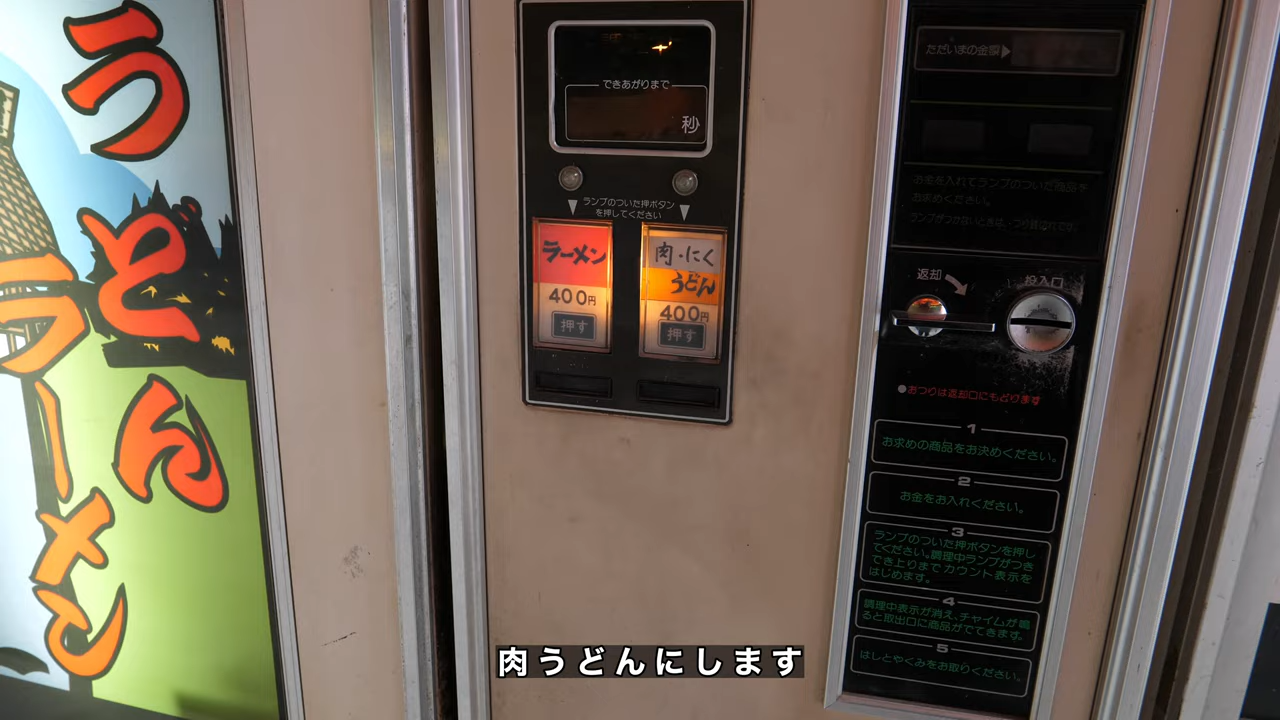 うどん
ラーメン
できあがりまで
秒
ランプのついた押ボタン
を押してください
ラーメン
400円
押す
肉・にく
うどん
400円
押す
ただいまの金額
お金を入れてランプのついた商品を
お求めください。
返却
投入口
●おつりは返却口にもどります
1
お求めの商品をお決めください。
2
お金をお入れください。
3
ランプのついた押ボタンを押し
てください。調理中ランプがつき
でき上りまでカウント表示を
はじめます。
4
調理中表示が消え、チャイムが鳴
ると取出口に商品がでてきます。
5
はしとやくみをお取りください。
肉うどんにします